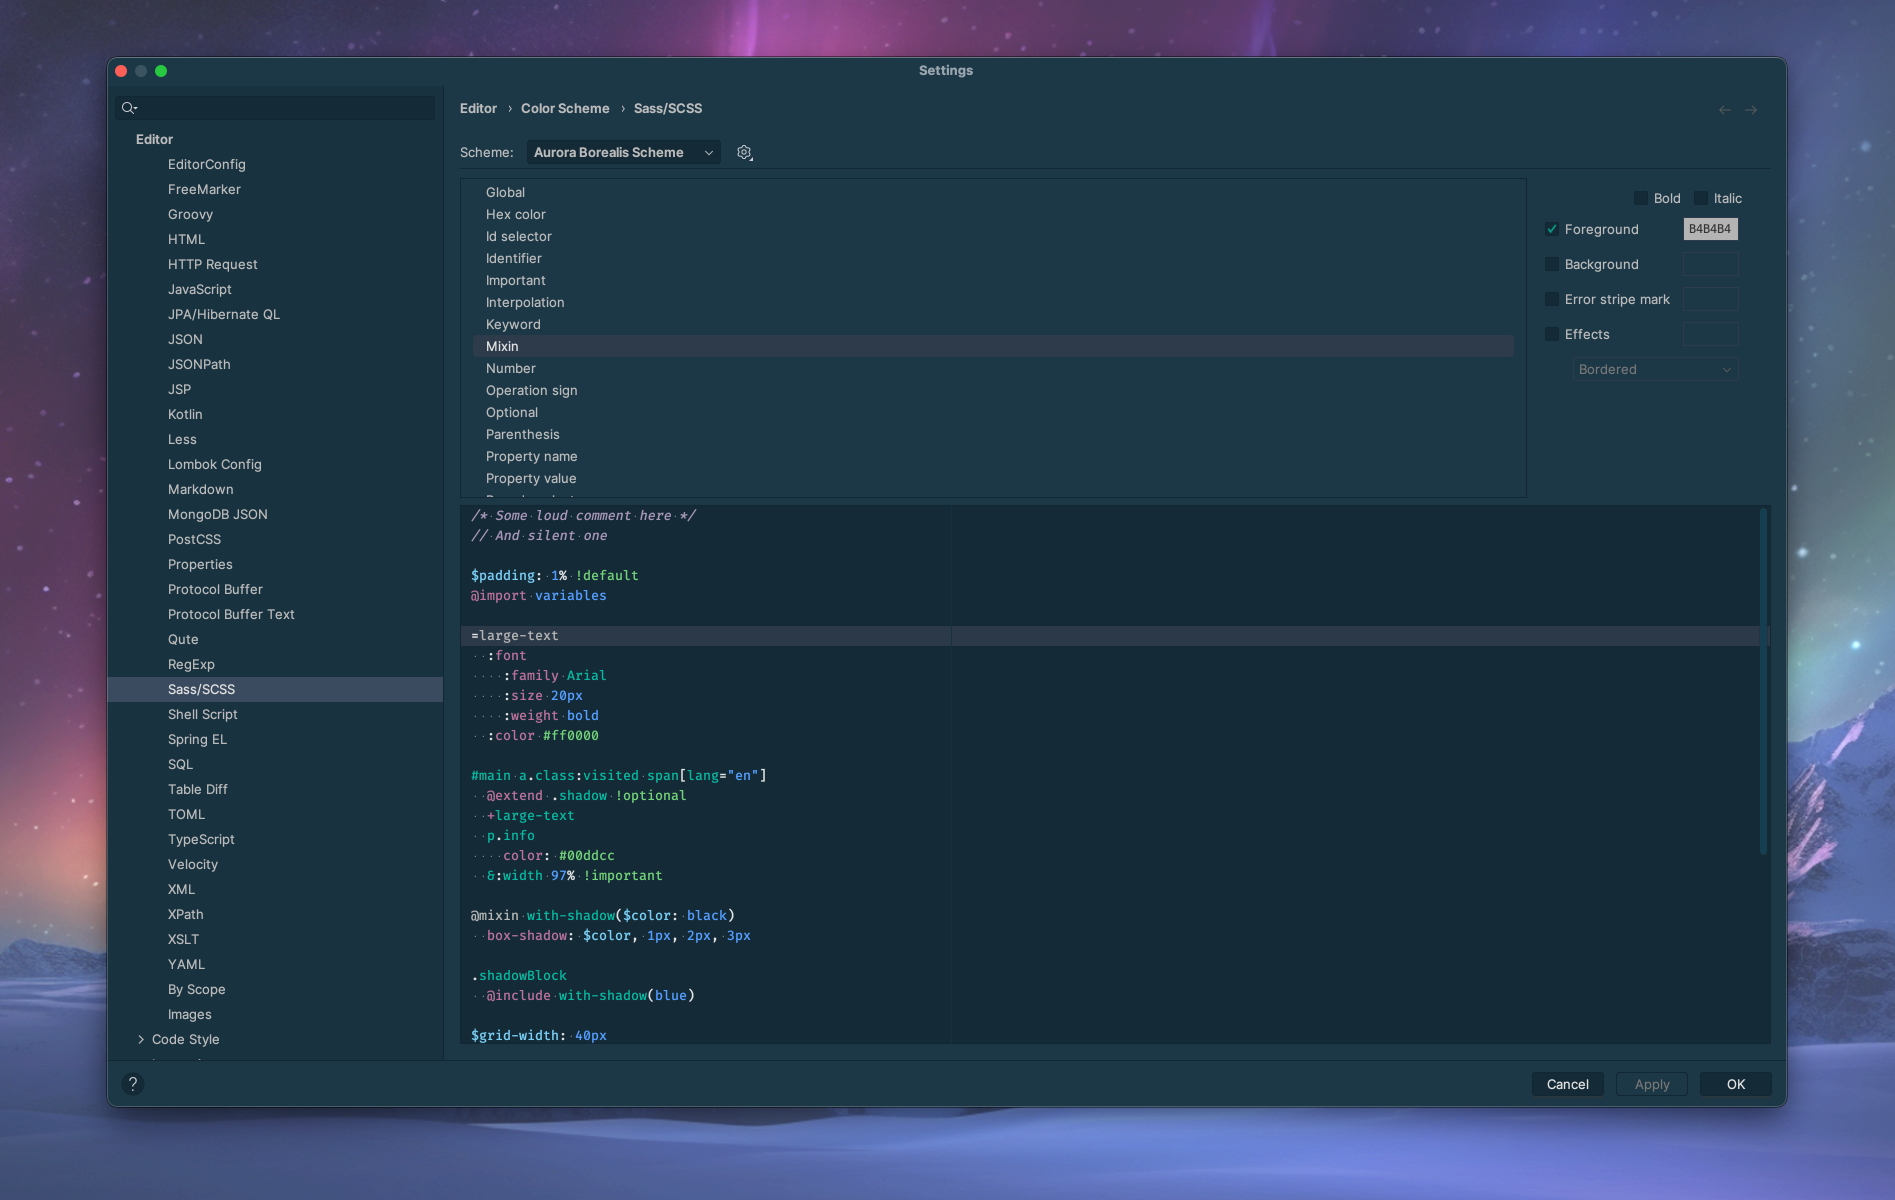 Settings
Editor
EditorConfig
FreeMarker
Groovy
HTML
HTTP Request
JavaScript
JPA/Hibernate QL
JSON
JSONPath
JSP
Kotlin
Less
Lombok Config
Markdown
MongoDB JSON
PostCSS
Properties
Protocol Buffer
Protocol Buffer Text
Qute
RegExp
Sass/SCSS
Shell Script
Spring EL
SQL
Table Diff
TOML
TypeScript
Velocity
XML
XPath
XSLT
YAML
By Scope
Images
Code Style
Editor › Color Scheme › Sass/SCSS
Scheme: Aurora Borealis Scheme
Global
Hex color
Id selector
Identifier
Important
Interpolation
Keyword
Mixin
Number
Operation sign
Optional
Parenthesis
Property name
Property value
Bold Italic
Foreground B4B4B4
Background
Error stripe mark
Effects
Bordered
/* Some loud comment here */
// And silent one
$padding: 1% !default
@import variables
=large-text
  :font
    :family Arial
    :size 20px
    :weight bold
  :color #ff0000
#main a.class:visited span[lang="en"]
  @extend .shadow !optional
  +large-text
  p.info
    color: #00ddcc
  &:width 97% !important
@mixin with-shadow($color: black)
  box-shadow: $color, 1px, 2px, 3px
.shadowBlock
  @include with-shadow(blue)
$grid-width: 40px
?
Cancel Apply OK